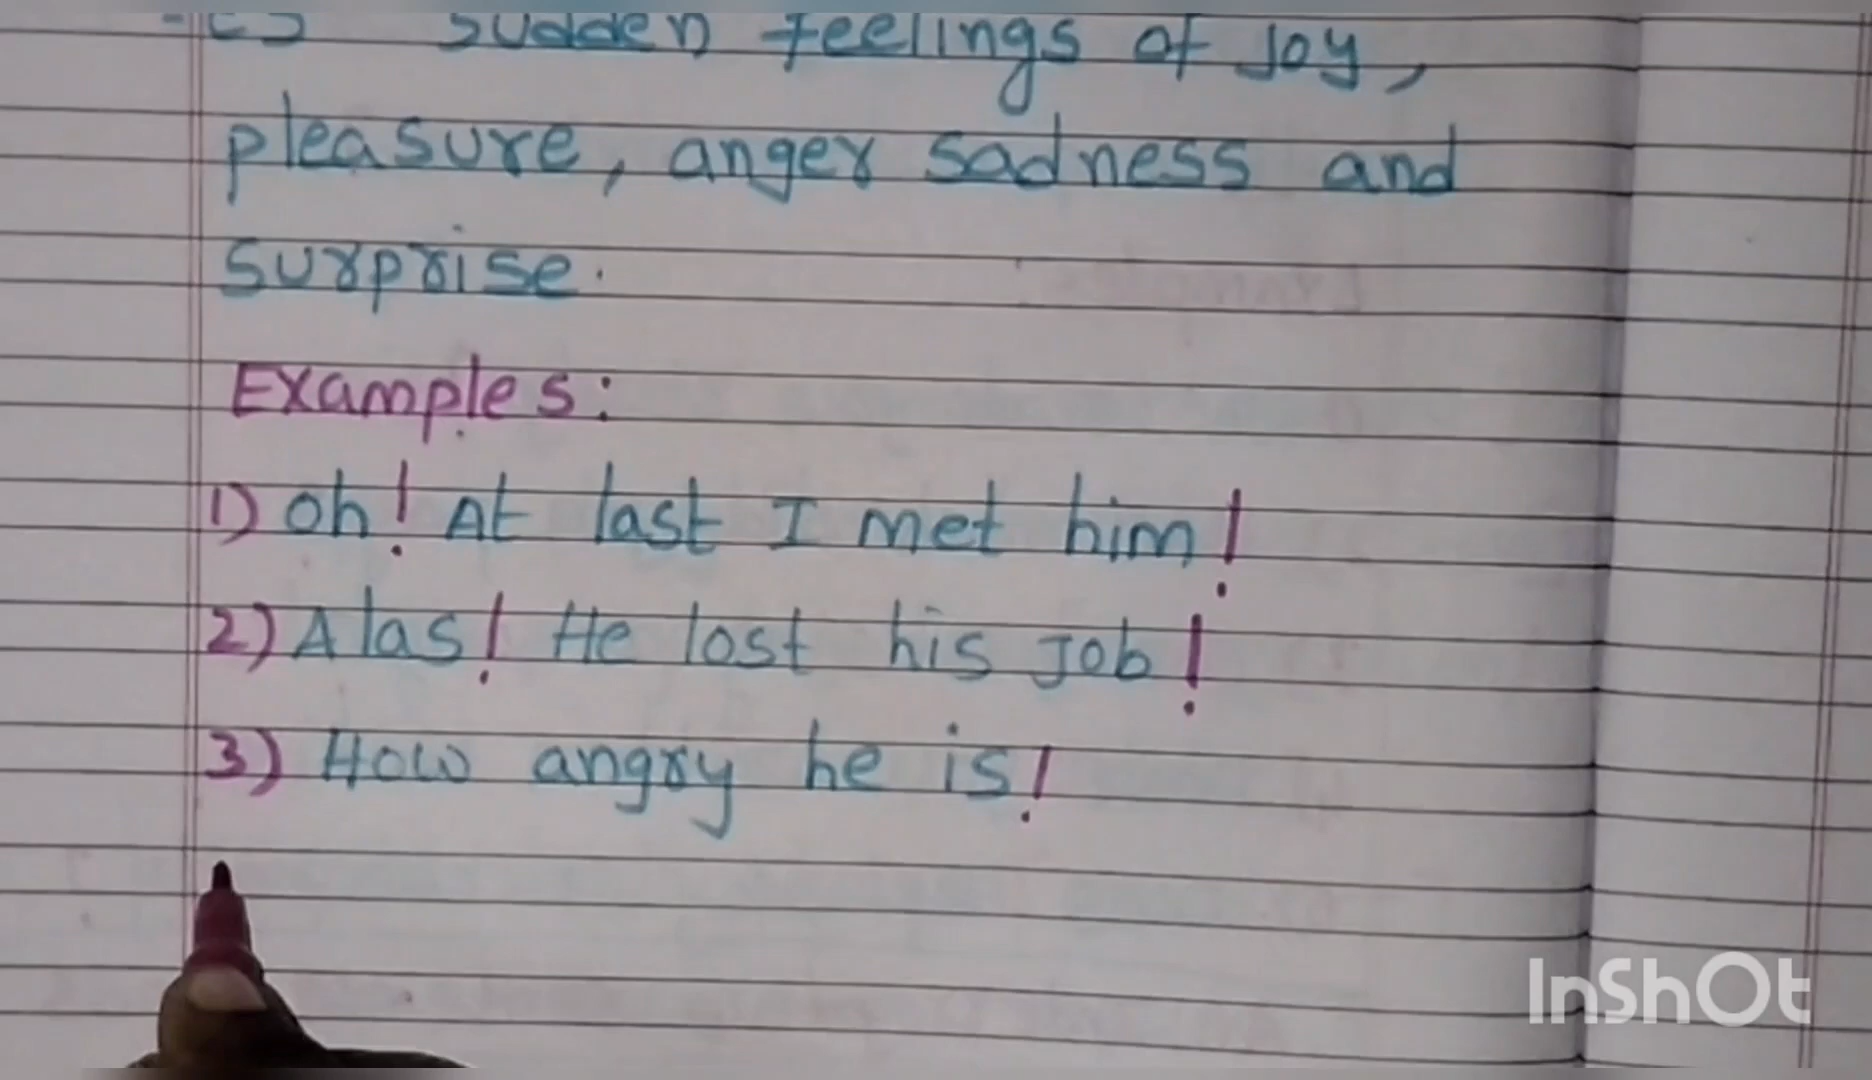 -es sudden feelings of joy,
pleasure, anger sadness and
surprise.
Examples:
1) oh! At last I met him!
2) Alas! He lost his Job!
3) How angry he is!
InShOt